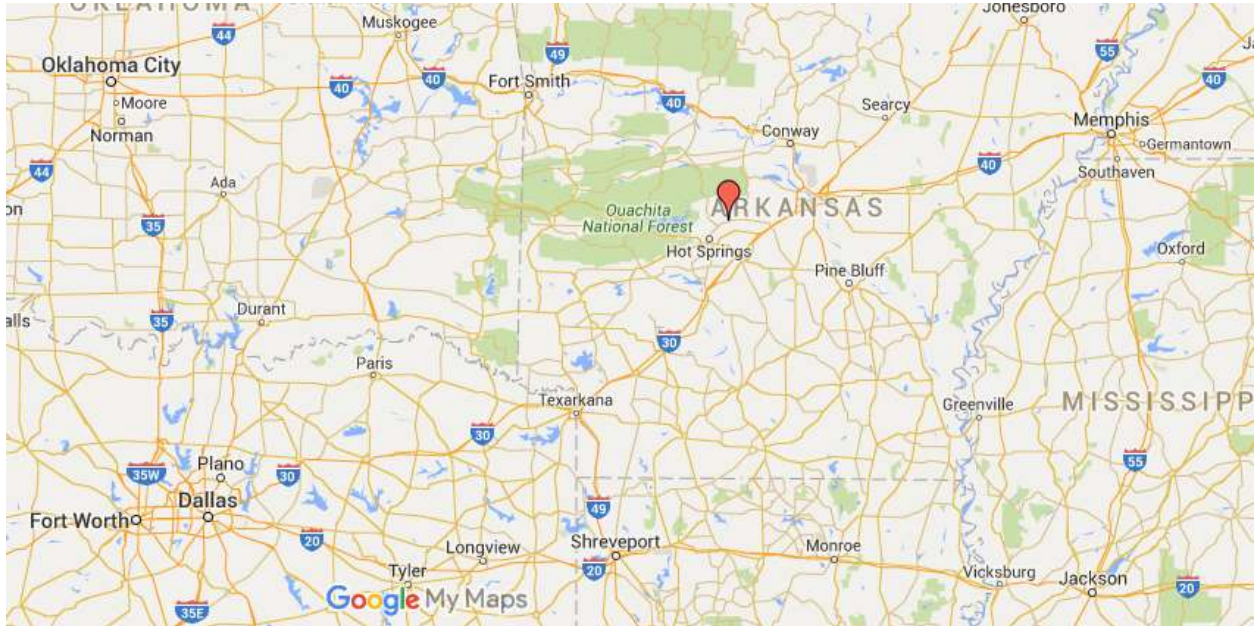 OKLAHOMA
Muskogee
Jonesboro
44
49
55
Oklahoma City
40
40
Fort Smith
40
40
Moore
Searcy
Norman
Conway
Memphis
Germantown
44
40
Southaven
Ada
35
Ouachita
National Forest
ARKANSAS
Hot Springs
Oxford
Pine Bluff
Durant
alls
35
30
Paris
Texarkana
Greenville
MISSISSIPP
30
Plano
35W
30
55
Dallas
49
Fort Worth
20
Longview
Shreveport
Monroe
20
Tyler
Vicksburg
Jackson
20
Google My Maps
35E